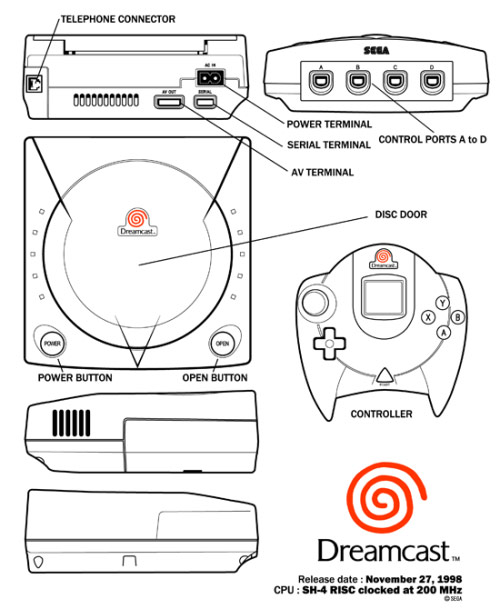 TELEPHONE CONNECTOR
AC IN
AV OUT
SERIAL
SEGA
A B C D
POWER TERMINAL
SERIAL TERMINAL
AV TERMINAL
CONTROL PORTS A to D
Dreamcast
DISC DOOR
POWER
OPEN
POWER BUTTON
OPEN BUTTON
Dreamcast
Y
X
B
A
START
CONTROLLER
Dreamcast™
Release date : November 27, 1998
CPU : SH-4 RISC clocked at 200 MHz
© SEGA